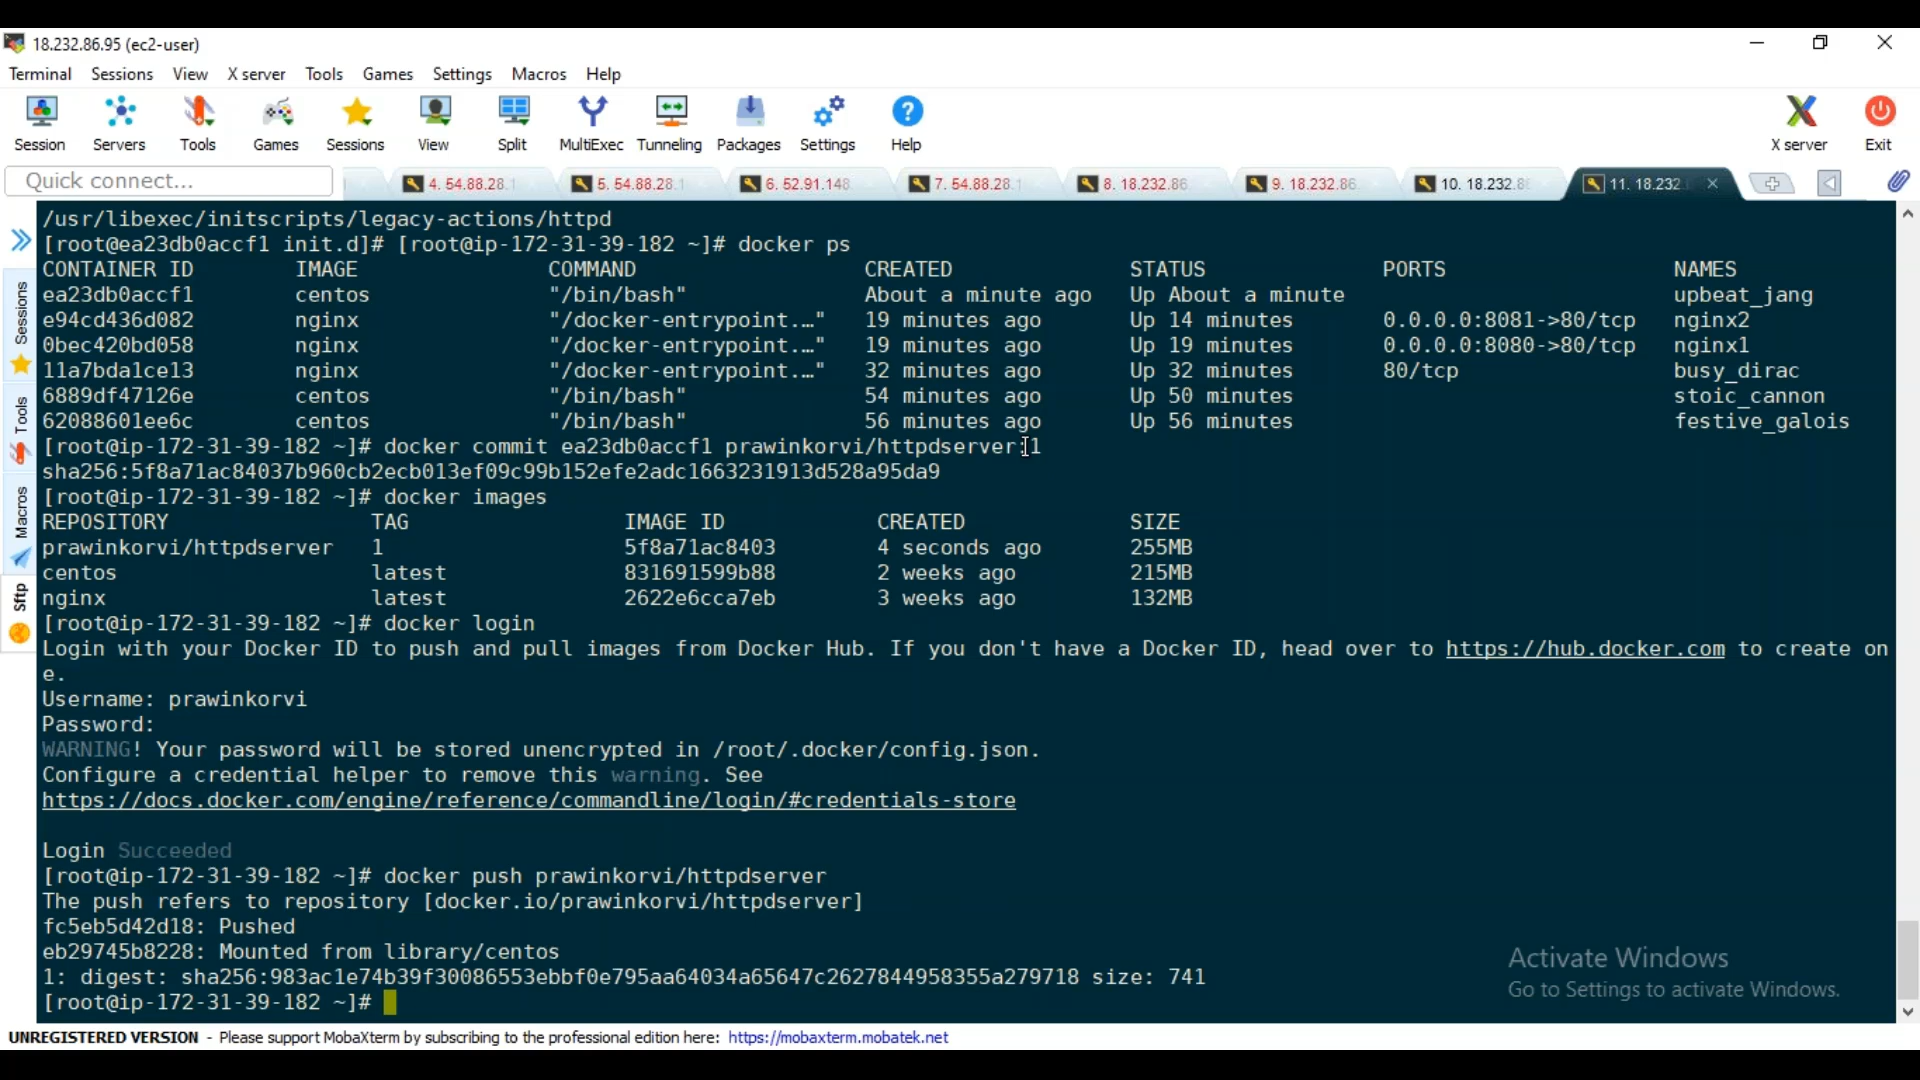 18.232.86.95 (ec2-user)
Terminal Sessions View X server Tools Games Settings Macros Help
Session Servers Tools Games Sessions View Split MultiExec Tunneling Packages Settings Help X server Exit
Quick connect... 4. 54.88.28.1 5. 54.88.28.1 6. 52.91.148. 7. 54.88.28.1 8. 18.232.86. 9. 18.232.86. 10. 18.232.86 11. 18.232.
Sessions
Tools
Macros
Sftp
/usr/libexec/initscripts/legacy-actions/httpd
[root@ea23db0accf1 init.d]# [root@ip-172-31-39-182 ~]# docker ps
CONTAINER ID IMAGE COMMAND CREATED STATUS PORTS NAMES
ea23db0accf1 centos "/bin/bash" About a minute ago Up About a minute upbeat_jang
e94cd436d082 nginx "/docker-entrypoint.…" 19 minutes ago Up 14 minutes 0.0.0.0:8081->80/tcp nginx2
0bec420bd058 nginx "/docker-entrypoint.…" 19 minutes ago Up 19 minutes 0.0.0.0:8080->80/tcp nginx1
11a7bda1ce13 nginx "/docker-entrypoint.…" 32 minutes ago Up 32 minutes 80/tcp busy_dirac
6889df47126e centos "/bin/bash" 54 minutes ago Up 50 minutes stoic_cannon
62088601ee6c centos "/bin/bash" 56 minutes ago Up 56 minutes festive_galois
[root@ip-172-31-39-182 ~]# docker commit ea23db0accf1 prawinkorvi/httpdserver:1
sha256:5f8a71ac84037b960cb2ecb013ef09c99b152efe2adc1663231913d528a95da9
[root@ip-172-31-39-182 ~]# docker images
REPOSITORY TAG IMAGE ID CREATED SIZE
prawinkorvi/httpdserver 1 5f8a71ac8403 4 seconds ago 255MB
centos latest 831691599b88 2 weeks ago 215MB
nginx latest 2622e6cca7eb 3 weeks ago 132MB
[root@ip-172-31-39-182 ~]# docker login
Login with your Docker ID to push and pull images from Docker Hub. If you don't have a Docker ID, head over to https://hub.docker.com to create on
e.
Username: prawinkorvi
Password:
WARNING! Your password will be stored unencrypted in /root/.docker/config.json.
Configure a credential helper to remove this warning. See
https://docs.docker.com/engine/reference/commandline/login/#credentials-store
Login Succeeded
[root@ip-172-31-39-182 ~]# docker push prawinkorvi/httpdserver
The push refers to repository [docker.io/prawinkorvi/httpdserver]
fc5eb5d42d18: Pushed
eb29745b8228: Mounted from library/centos
1: digest: sha256:983ac1e74b39f30086553ebbf0e795aa64034a65647c2627844958355a279718 size: 741
[root@ip-172-31-39-182 ~]#
Activate Windows
Go to Settings to activate Windows.
UNREGISTERED VERSION - Please support MobaXterm by subscribing to the professional edition here: https://mobaxterm.mobatek.net